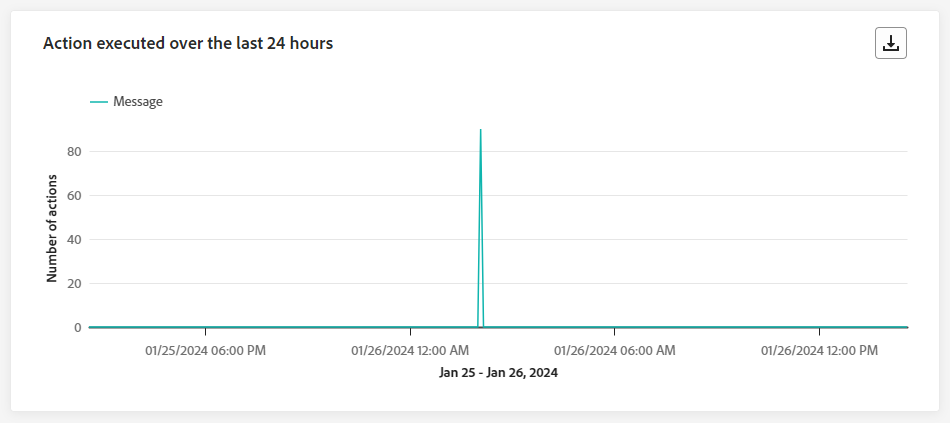 Action executed over the last 24 hours
Message
80
60
40
20
0
Number of actions
01/25/2024 06:00 PM
01/26/2024 12:00 AM
01/26/2024 06:00 AM
01/26/2024 12:00 PM
Jan 25 - Jan 26, 2024